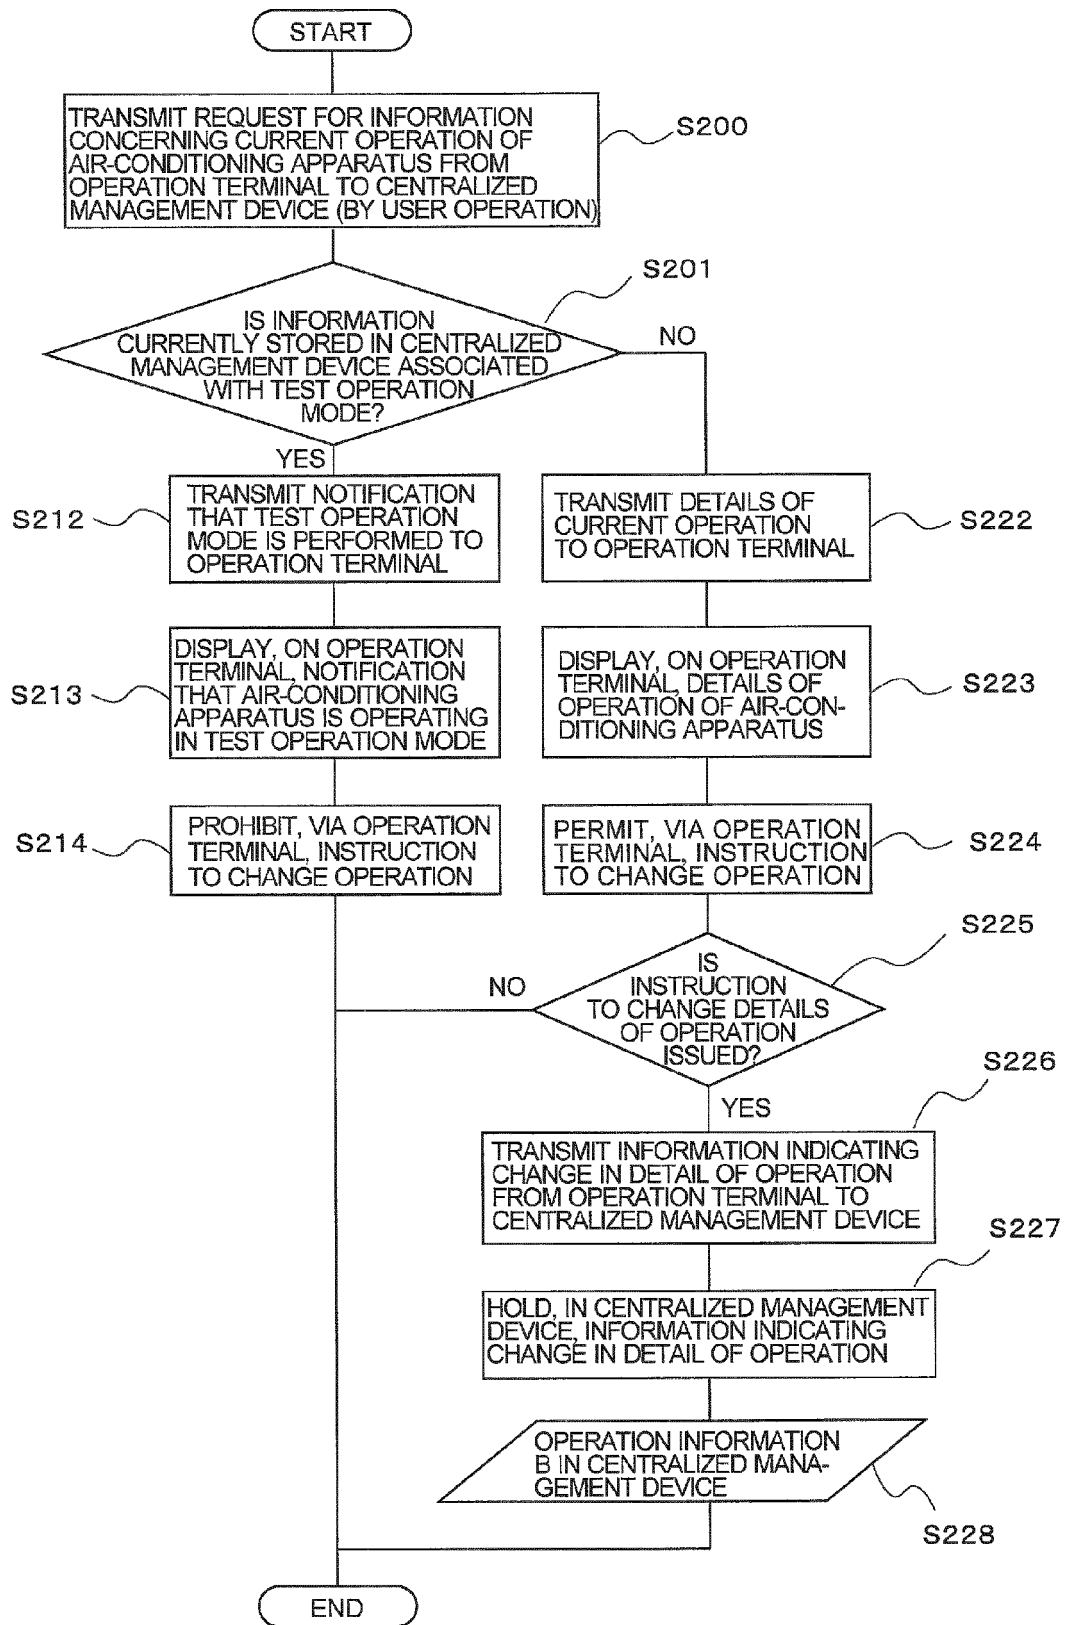 START
TRANSMIT REQUEST FOR INFORMATION
CONCERNING CURRENT OPERATION OF
AIR-CONDITIONING APPARATUS FROM
OPERATION TERMINAL TO CENTRALIZED
MANAGEMENT DEVICE (BY USER OPERATION)
S200
S201
IS INFORMATION
CURRENTLY STORED IN CENTRALIZED
MANAGEMENT DEVICE ASSOCIATED
WITH TEST OPERATION
MODE?
NO
YES
S212
TRANSMIT NOTIFICATION
THAT TEST OPERATION
MODE IS PERFORMED TO
OPERATION TERMINAL
TRANSMIT DETAILS OF
CURRENT OPERATION
TO OPERATION TERMINAL
S222
S213
DISPLAY, ON OPERATION
TERMINAL, NOTIFICATION
THAT AIR-CONDITIONING
APPARATUS IS OPERATING
IN TEST OPERATION MODE
DISPLAY, ON OPERATION
TERMINAL, DETAILS OF
OPERATION OF AIR-CON-
DITIONING APPARATUS
S223
S214
PROHIBIT, VIA OPERATION
TERMINAL, INSTRUCTION
TO CHANGE OPERATION
PERMIT, VIA OPERATION
TERMINAL, INSTRUCTION
TO CHANGE OPERATION
S224
S225
IS
INSTRUCTION
TO CHANGE DETAILS
OF OPERATION
ISSUED?
NO
YES
S226
TRANSMIT INFORMATION INDICATING
CHANGE IN DETAIL OF OPERATION
FROM OPERATION TERMINAL TO
CENTRALIZED MANAGEMENT DEVICE
S227
HOLD, IN CENTRALIZED MANAGEMENT
DEVICE, INFORMATION INDICATING
CHANGE IN DETAIL OF OPERATION
OPERATION INFORMATION
B IN CENTRALIZED MANA-
GEMENT DEVICE
S228
END